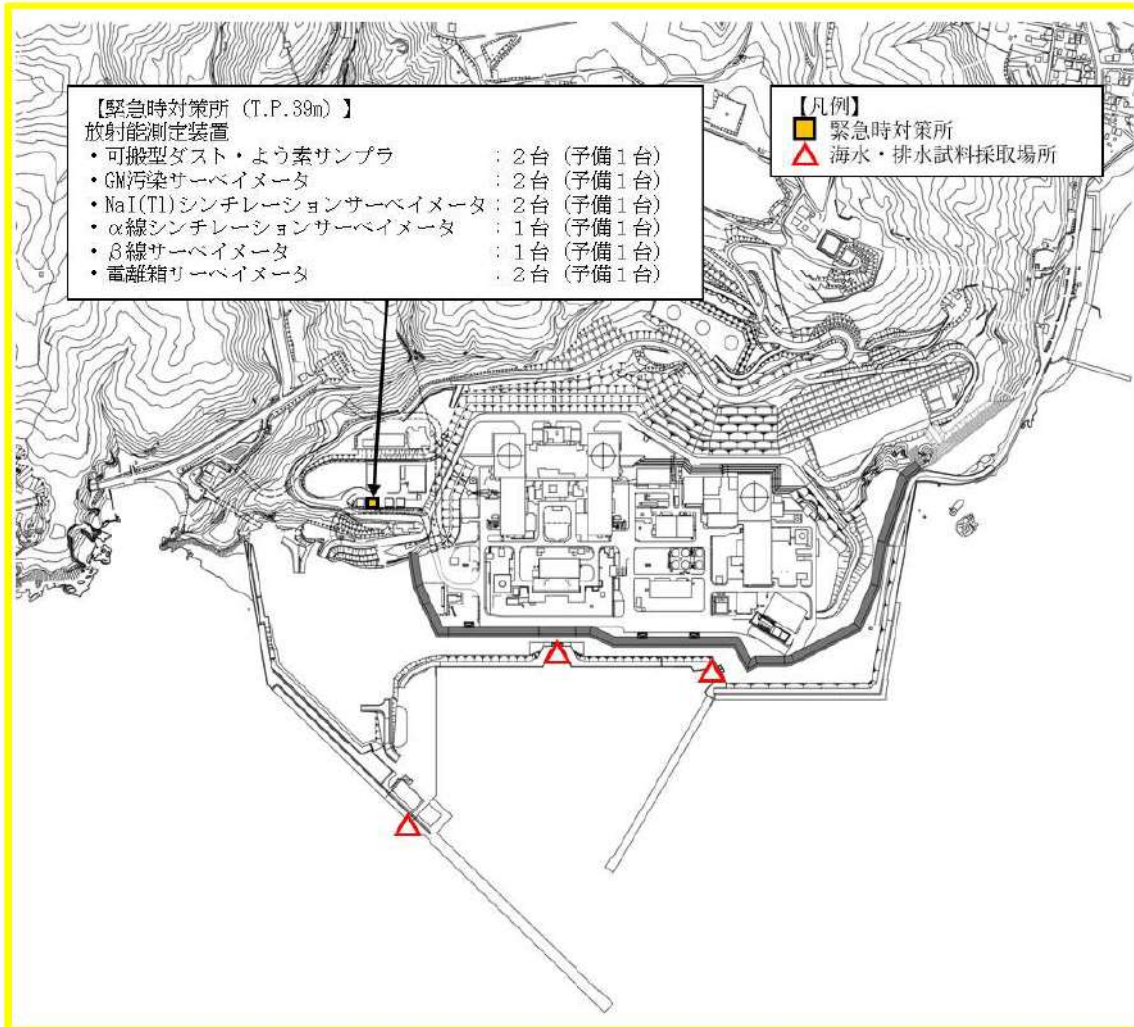 【緊急時対策所 (T.P.39m) 】
放射能測定装置
・可搬型ダスト・よう素サンプラ : 2台 (予備1台)
・GM汚染サーベイメータ : 2台 (予備1台)
・NaI(Tl)シンチレーションサーベイメータ : 2台 (予備1台)
・α線シンチレーションサーベイメータ : 1台 (予備1台)
・β線サーベイメータ : 1台 (予備1台)
・電離箱サーベイメータ : 2台 (予備1台)
【凡例】
緊急時対策所
海水・排水試料採取場所